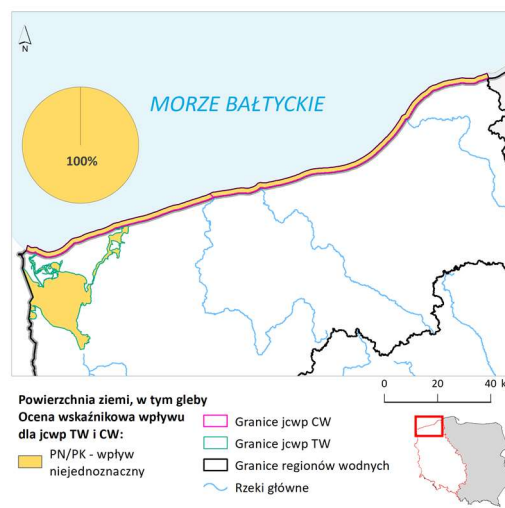 N
MORZE BAŁTYCKIE
100%
0 20 40 k
Powierzchnia ziemi, w tym gleby
Ocena wskaźnikowa wpływu
dla jcwp TW i CW:
PN/PK - wpływ
niejednoznaczny
Granice jcwp CW
Granice jcwp TW
Granice regionów wodnych
Rzeki główne